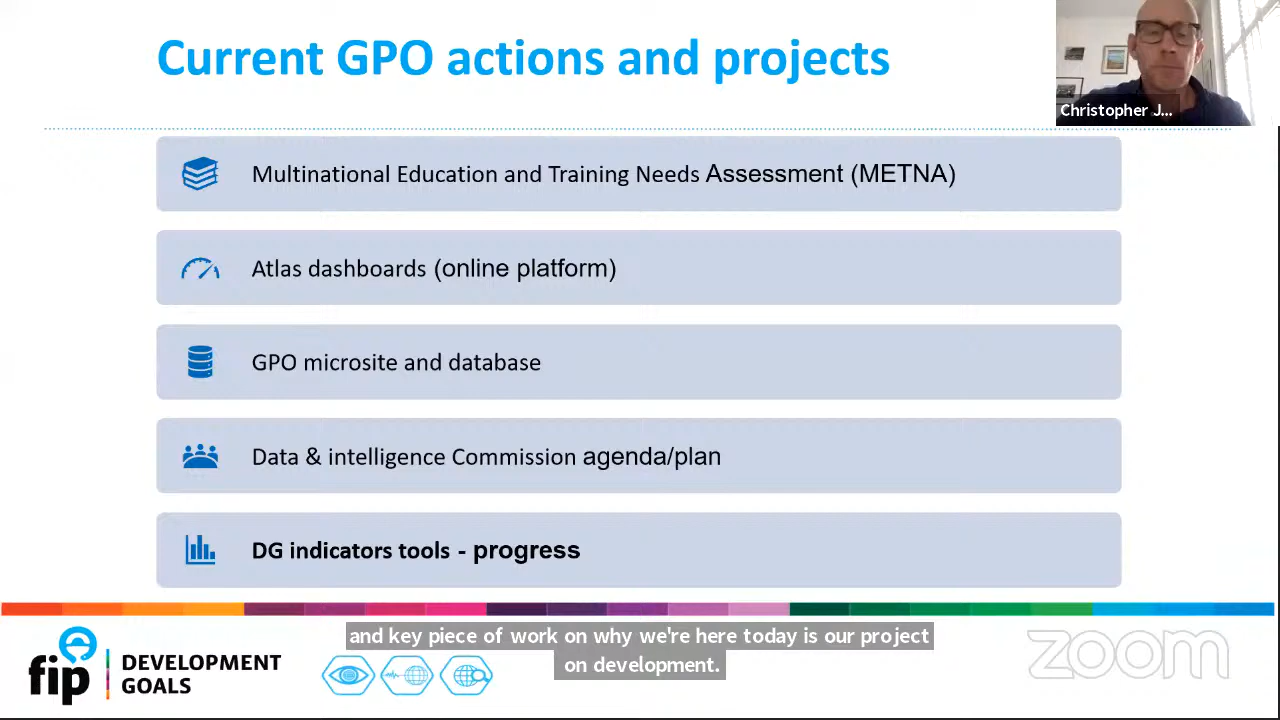 Current GPO actions and projects
Christopher J...
Multinational Education and Training Needs Assessment (METNA)
Atlas dashboards (online platform)
GPO microsite and database
Data & intelligence Commission agenda/plan
DG indicators tools - progress
and key piece of work on why we're here today is our project
on development.
fip
DEVELOPMENT
GOALS
zoom